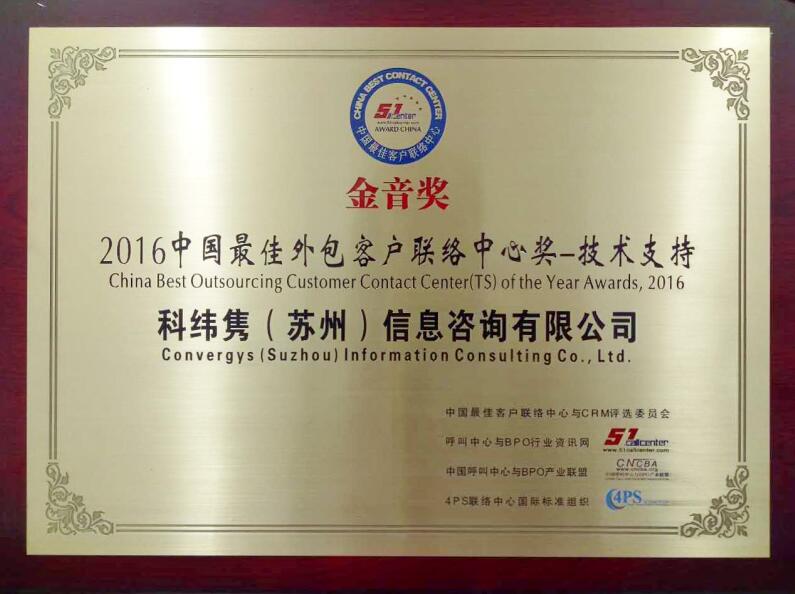 CHINA BEST CONTACT CENTER
51callcenter
www.51callcenter.com
AWARD CHINA
中国最佳客户联络中心
金音奖
2016中国最佳外包客户联络中心奖-技术支持
China Best Outsourcing Customer Contact Center(TS) of the Year Awards, 2016
科纬隽（苏州）信息咨询有限公司
Convergys (Suzhou) Information Consulting Co., Ltd.
中国最佳客户联络中心与CRM评选委员会
呼叫中心与BPO行业资讯网 51callcenter
www.51callcenter.com
中国呼叫中心与BPO产业联盟 CNCBA
www.cncba.org
4PS联络中心国际标准组织 4PS